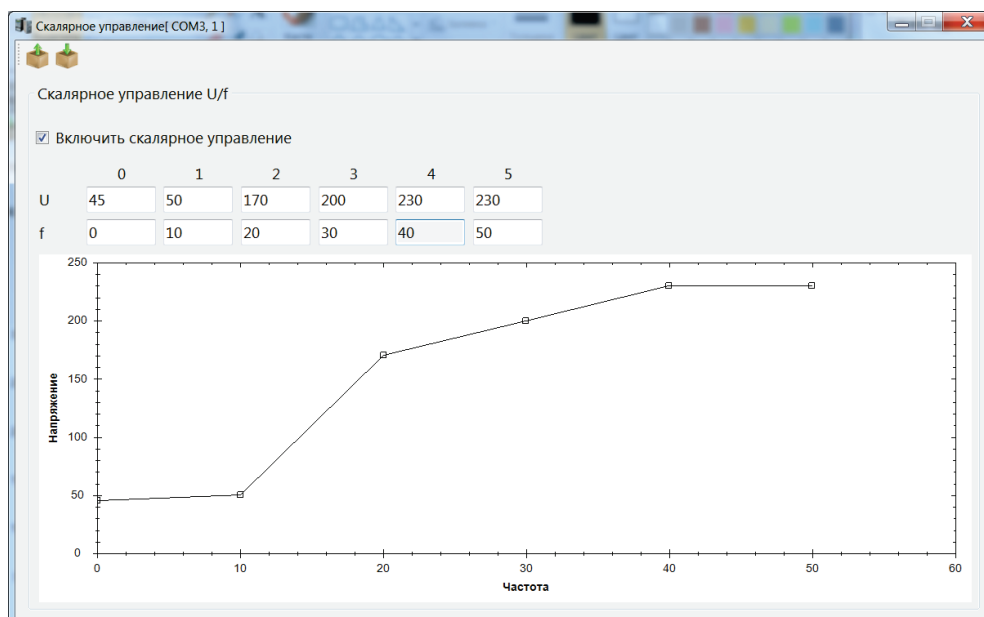 Скалярное управление[ COM3, 1 ]
Скалярное управление U/f
Включить скалярное управление
0 1 2 3 4 5
U 45 50 170 200 230 230
f 0 10 20 30 40 50
250
200
150
100
50
0
Напряжение
0 10 20 30 40 50 60
Частота